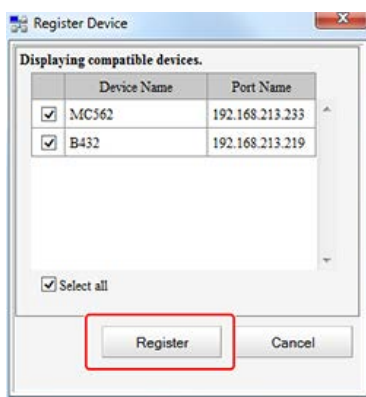 Register Device
Displaying compatible devices.
Device Name Port Name
MC562 192.168.213.233
B432 192.168.213.219
Select all
Register Cancel